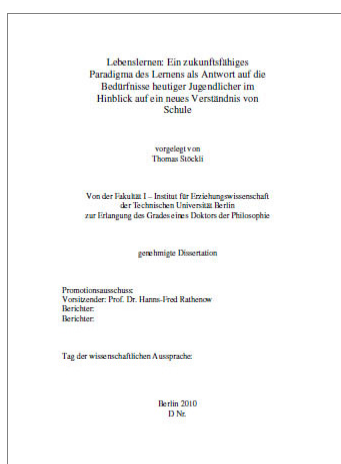 Lebenslernen: Ein zukunftsfähiges
Paradigma des Lernens als Antwort auf die
Bedürfnisse heutiger Jugendlicher im
Hinblick auf ein neues Verständnis von
Schule
vorgelegt von
Thomas Stöckli
Von der Fakultät I – Institut für Erziehungswissenschaft
der Technischen Universität Berlin
zur Erlangung des Grades eines Doktors der Philosophie
genehmigte Dissertation
Promotionsausschuss:
Vorsitzender: Prof. Dr. Hanns-Fred Rathenow
Berichter:
Berichter:
Tag der wissenschaftlichen Aussprache:
Berlin 2010
D Nr.